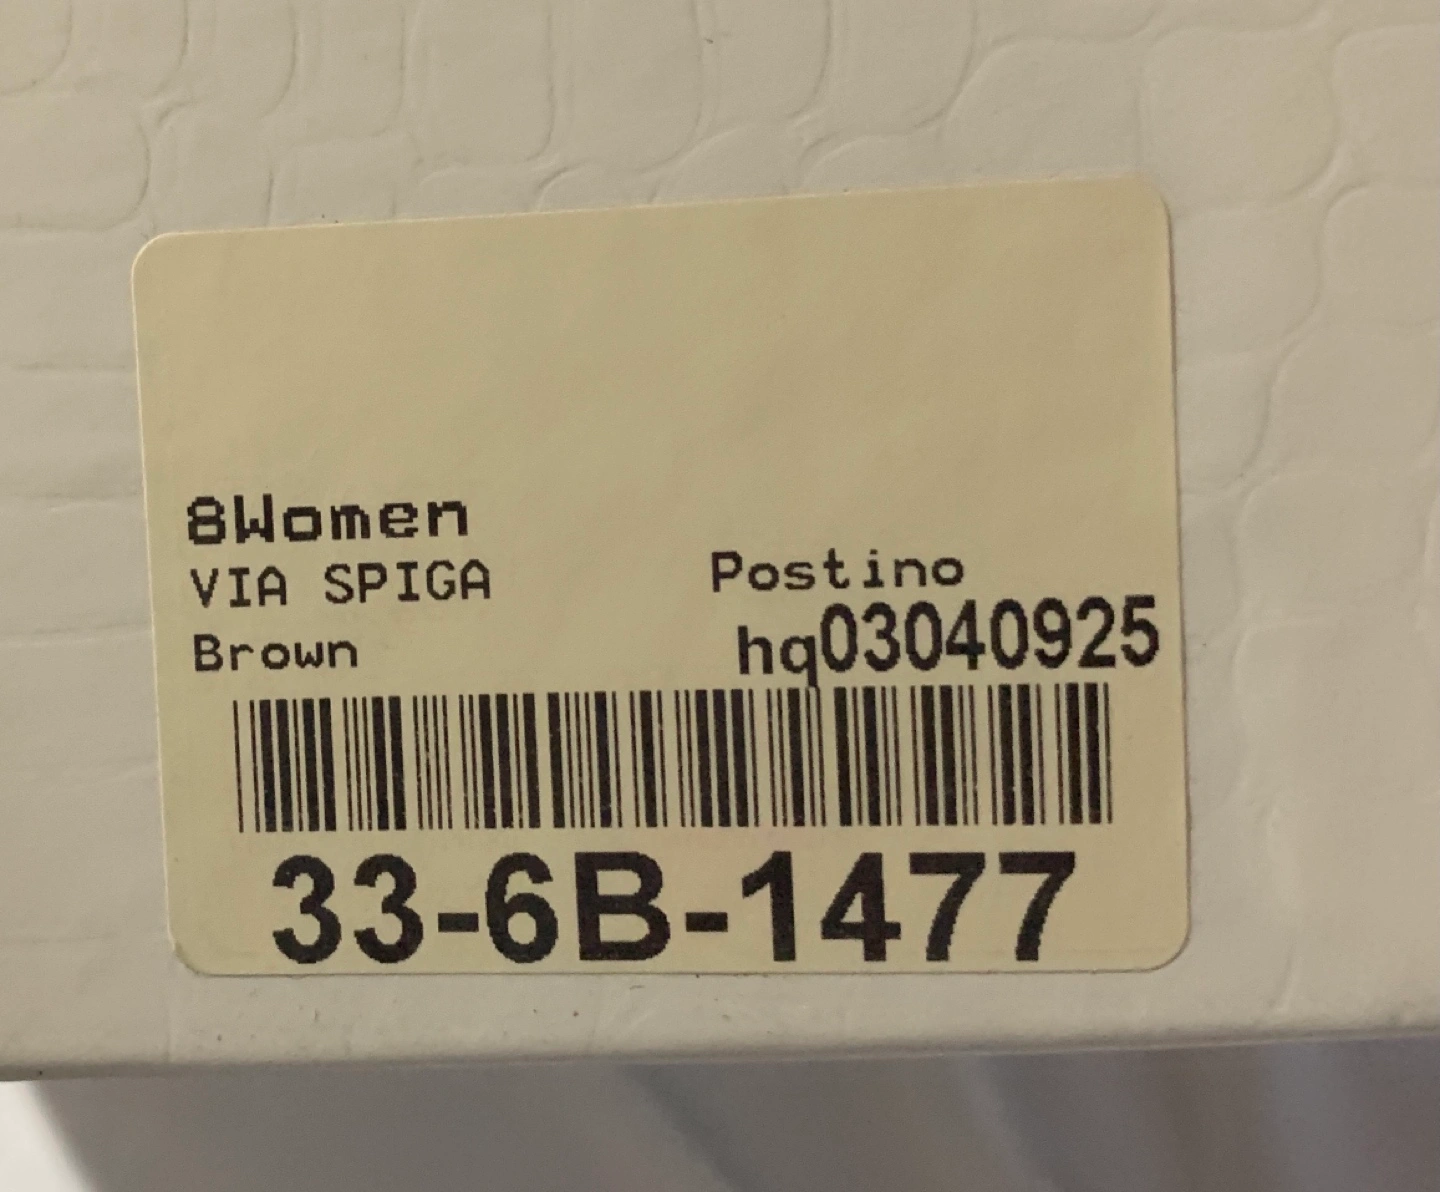 8Women
VIA SPIGA Postino
Brown hq03040925
33-6B-1477